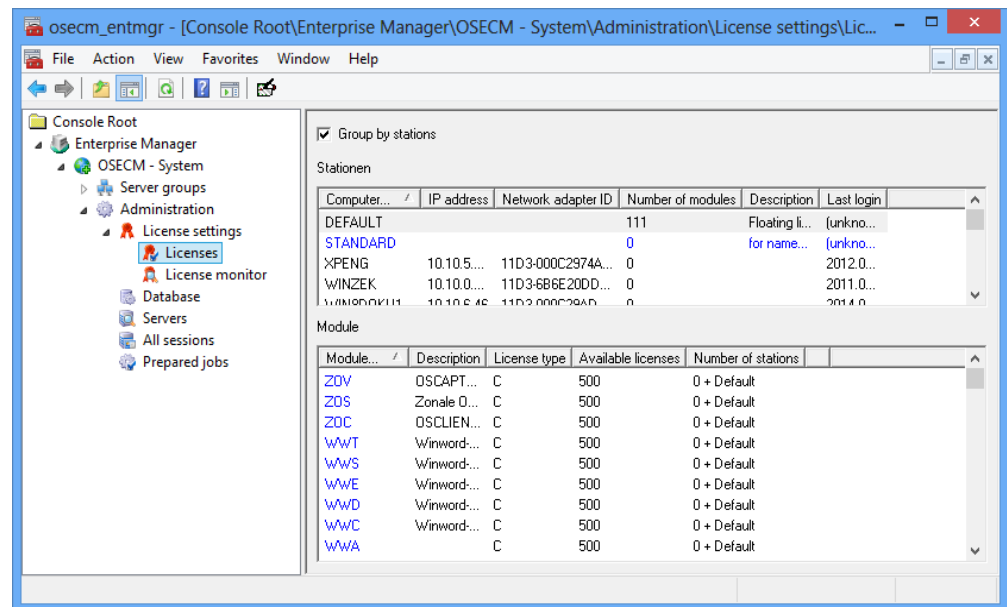 osecm_entmgr - [Console Root\Enterprise Manager\OSECM - System\Administration\License settings\Lic...
File Action View Favorites Window Help
Console Root
Enterprise Manager
OSECM - System
Server groups
Administration
License settings
Licenses
License monitor
Database
Servers
All sessions
Prepared jobs
Group by stations
Stationen
Computer... IP address Network adapter ID Number of modules Description Last login
DEFAULT 111 Floating li... (unkno...
STANDARD 0 for name... (unkno...
XPENG 10.10.5.... 11D3-000C2974A... 0 2012.0...
WINZEK 10.10.0.... 11D3-6B6E20DD... 0 2011.0...
10.10.6.46 0 2014.0...
Module
Module... Description License type Available licenses Number of stations
ZOV OSCAPT... C 500 0 + Default
ZOS Zonale O... C 500 0 + Default
ZOC OSCLIEN... C 500 0 + Default
WWT Winword-... C 500 0 + Default
WWS Winword-... C 500 0 + Default
WWE Winword-... C 500 0 + Default
WWD Winword-... C 500 0 + Default
WWC Winword-... C 500 0 + Default
WWA C 500 0 + Default